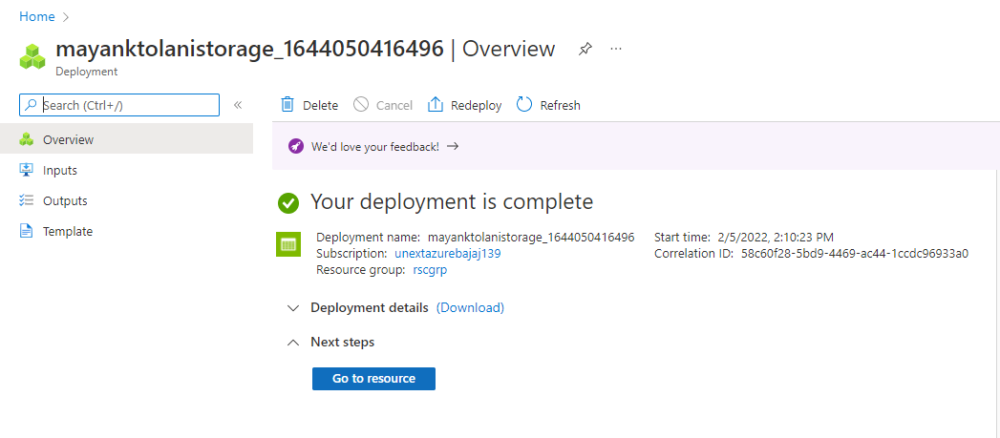 Home
mayanktolanistorage_1644050416496 | Overview
Deployment
Search (Ctrl+/)
Overview
Inputs
Outputs
Template
Delete Cancel Redeploy Refresh
We'd love your feedback!
Your deployment is complete
Deployment name: mayanktolanistorage_1644050416496 Start time: 2/5/2022, 2:10:23 PM
Subscription: unextazurebajaj139 Correlation ID: 58c60f28-5bd9-4469-ac44-1ccdc96933a0
Resource group: rscgrp
Deployment details (Download)
Next steps
Go to resource